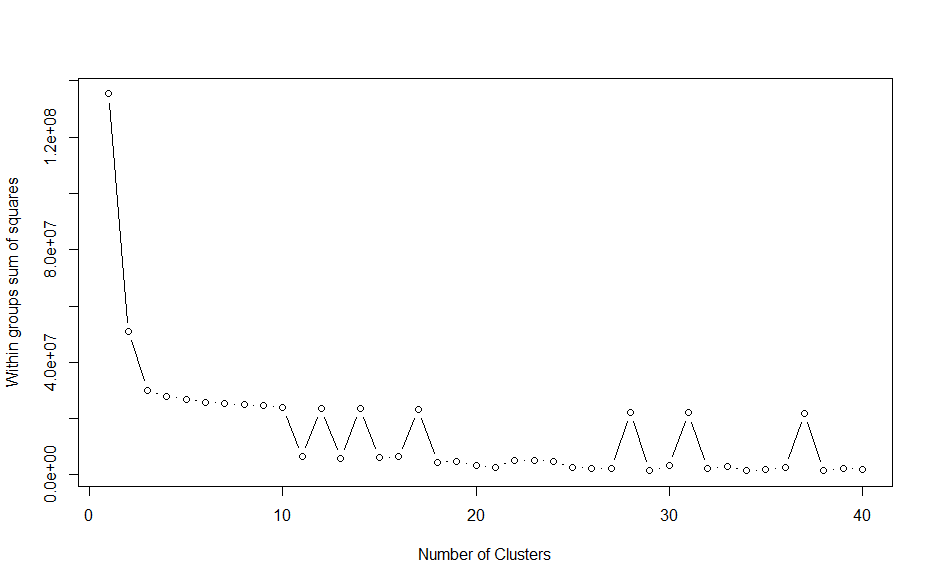 Within groups sum of squares
1.2e+08
8.0e+07
4.0e+07
0.0e+00
0 10 20 30 40
Number of Clusters